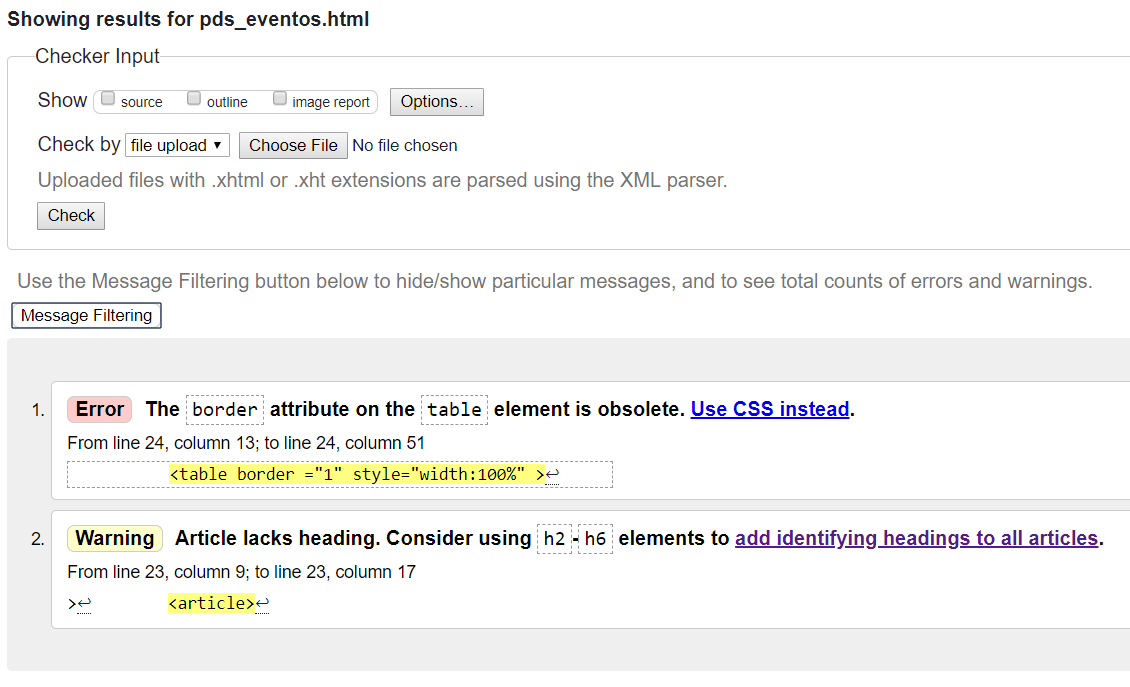 Showing results for pds_eventos.html
Checker Input
Show source outline image report Options...
Check by file upload ▼ Choose File No file chosen
Uploaded files with .xhtml or .xht extensions are parsed using the XML parser.
Check
Use the Message Filtering button below to hide/show particular messages, and to see total counts of errors and warnings.
Message Filtering
1. Error The border attribute on the table element is obsolete. Use CSS instead.
From line 24, column 13; to line 24, column 51
<table border ="1" style="width:100%" >↩
2. Warning Article lacks heading. Consider using h2-h6 elements to add identifying headings to all articles.
From line 23, column 9; to line 23, column 17
>↩ <article>↩